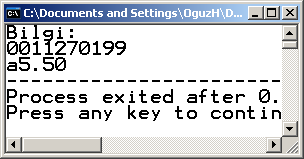 C:\Documents and Settings\OguzH\D...
Bilgi:
0011270199
a5.50
--------------------------------
Process exited after 0.
Press any key to contin